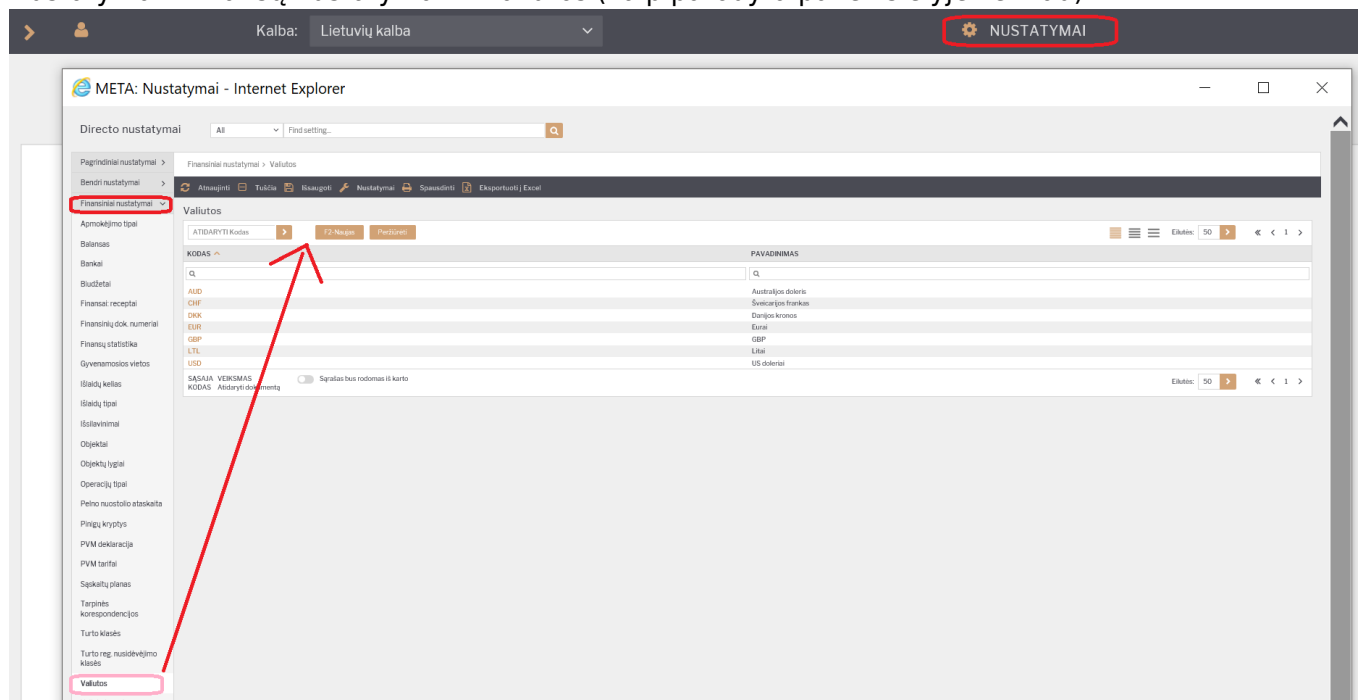 Kalba: Lietuvių kalba
NUSTATYMAI
META: Nustatymai - Internet Explorer
Directo nustatymai All Find setting...
Pagrindiniai nustatymai
Bendri nustatymai
Finansiniai nustatymai
Apmokėjimo tipai
Balansas
Bankai
Biudžetai
Finansai: receptai
Finansinių dok. numeriai
Finansų statistika
Gyvenamosios vietos
Išlaidų kelias
Išlaidų tipai
Išsilavinimai
Objektai
Objektų lygiai
Operacijų tipai
Pelno nuostolio ataskaita
Pinigų kryptys
PVM deklaracija
PVM tarifai
Sąskaitų planas
Tarpinės
korespondencijos
Turto klasės
Turto reg. nusidėvėjimo
klasės
Valiutos
Finansiniai nustatymai > Valiutos
Atnaujinti Tuščia Išsaugoti Nustatymai Spausdinti Eksportuoti į Excel
Valiutos
ATIDARYTI Kodas F2-Naujas Peržiūrėti Eilutės: 50 1
KODAS PAVADINIMAS
AUD Australijos doleris
CHF Šveicarijos frankas
DKK Danijos kronos
EUR Eurai
GBP GBP
LTL Litai
USD US doleriai
SĄSAJA VEIKSMAS Sąrašas bus rodomas iš karto
KODAS Atidaryti dokumentą Eilutės: 50 1